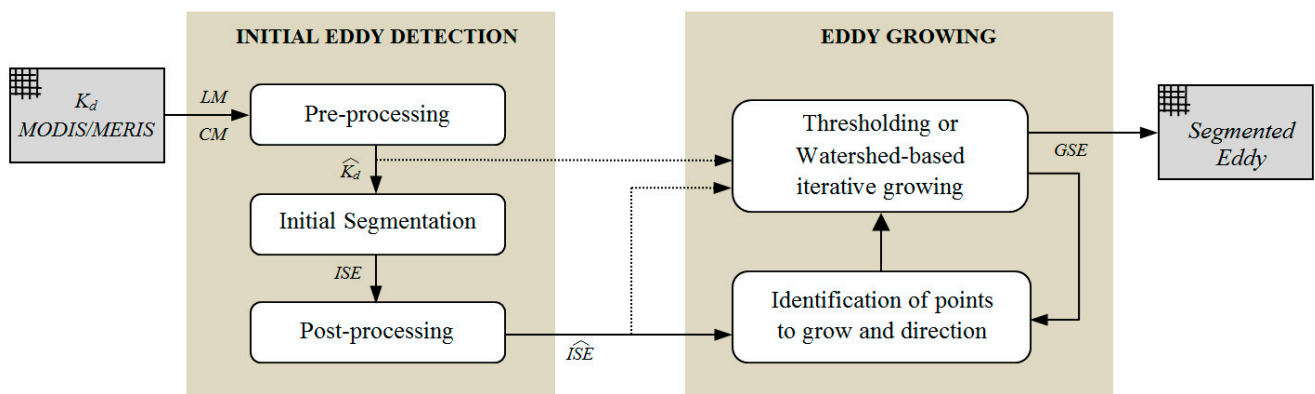 INITIAL EDDY DETECTION
EDDY GROWING
K_d
MODIS/MERIS
LM
CM
Pre-processing
K̂_d
Initial Segmentation
ISE
Post-processing
ISÊ
Thresholding or
Watershed-based
iterative growing
Identification of points
to grow and direction
GSE
Segmented
Eddy